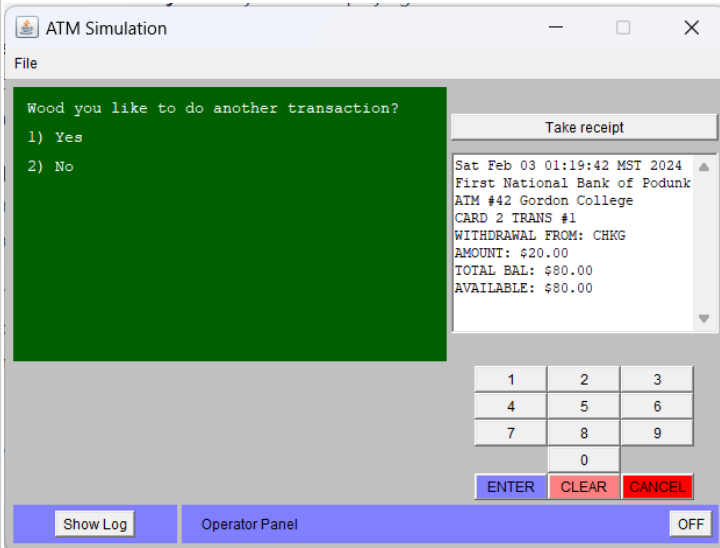 ATM Simulation
File
Wood you like to do another transaction?
1) Yes
2) No
Take receipt
Sat Feb 03 01:19:42 MST 2024
First National Bank of Podunk
ATM #42 Gordon College
CARD 2 TRANS #1
WITHDRAWAL FROM: CHKG
AMOUNT: $20.00
TOTAL BAL: $80.00
AVAILABLE: $80.00
1 2 3
4 5 6
7 8 9
0
ENTER CLEAR CANCEL
Show Log Operator Panel OFF